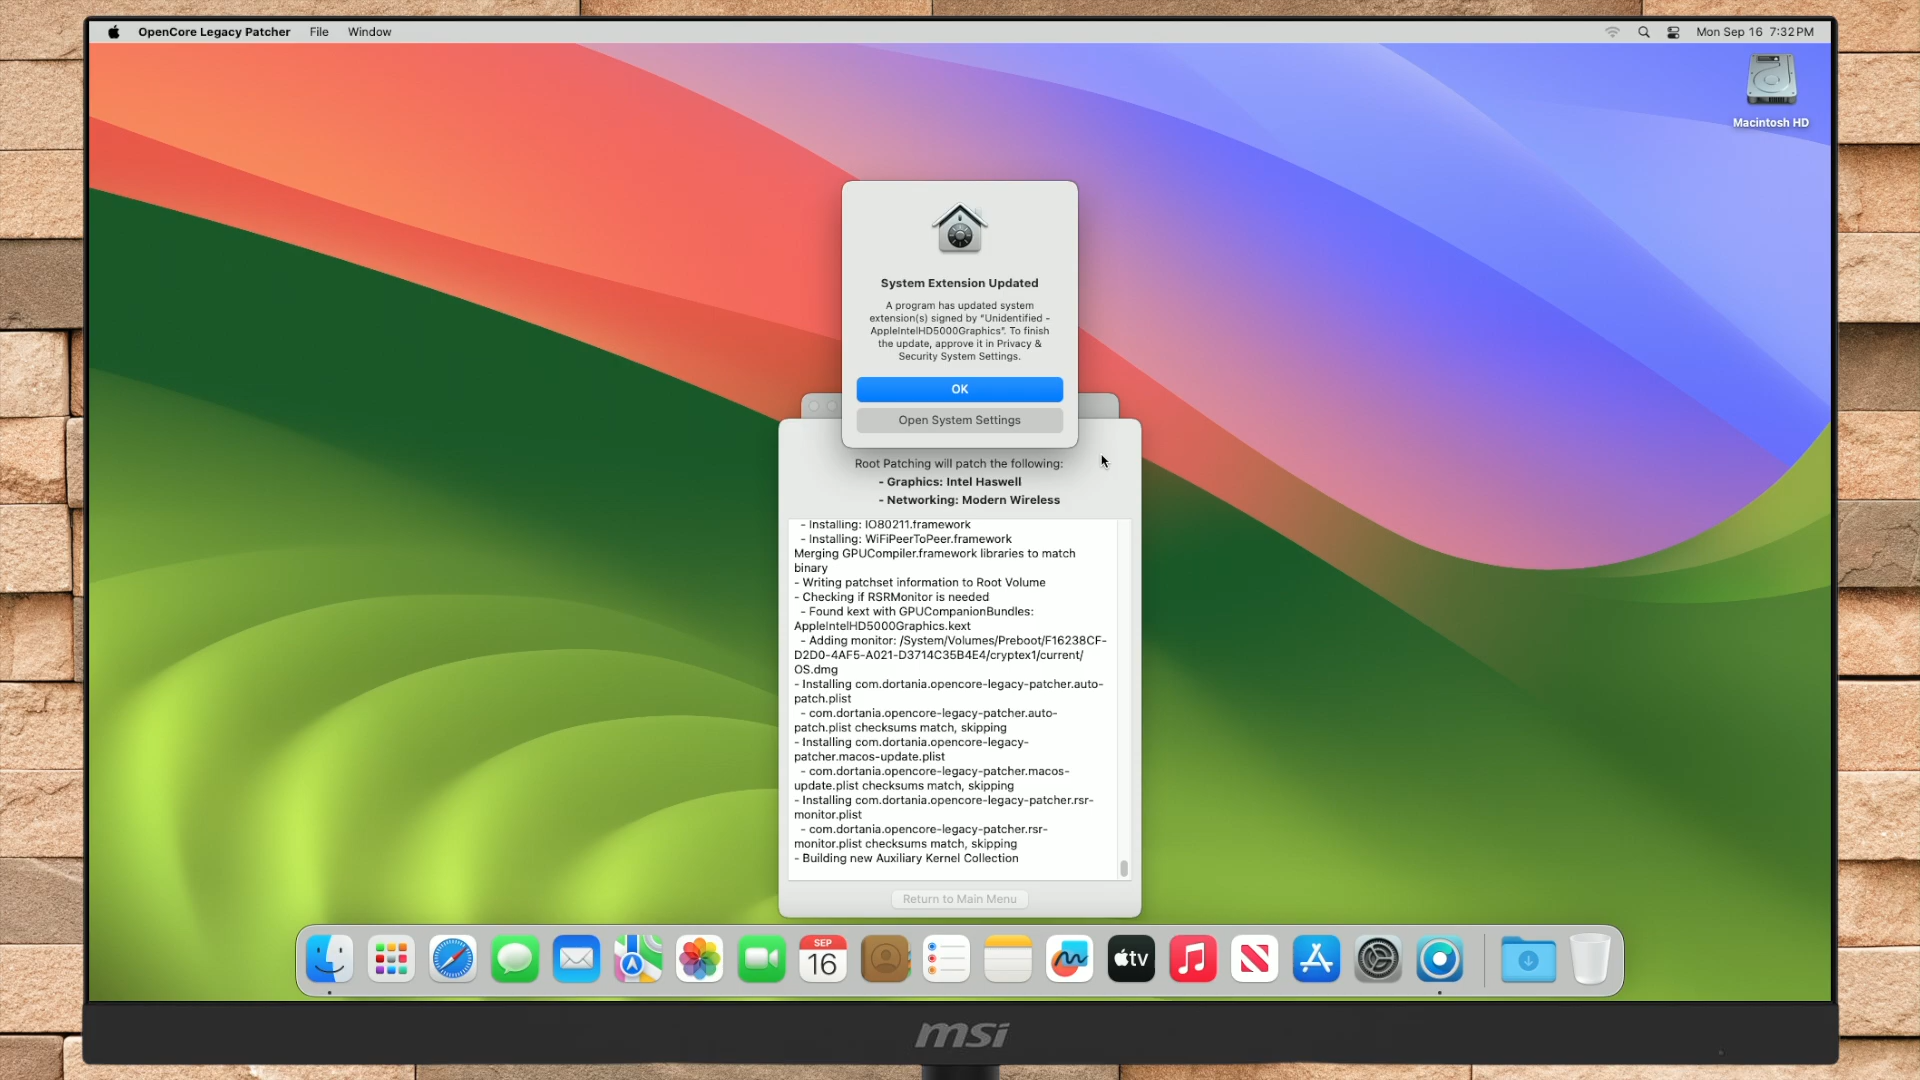 OpenCore Legacy Patcher File Window Mon Sep 16 7:32 PM
Macintosh HD
System Extension Updated
A program has updated system
extension(s) signed by "Unidentified -
AppleIntelHD5000Graphics". To finish
the update, approve it in Privacy &
Security System Settings.
OK
Open System Settings
Root Patching will patch the following:
- Graphics: Intel Haswell
- Networking: Modern Wireless
- Installing: IO80211.framework
- Installing: WiFiPeerToPeer.framework
Merging GPUCompiler.framework libraries to match
binary
- Writing patchset information to Root Volume
- Checking if RSRMonitor is needed
- Found kext with GPUCompanionBundles:
AppleIntelHD5000Graphics.kext
- Adding monitor: /System/Volumes/Preboot/F16238CF-
D2D0-4AF5-A021-D3714C35B4E4/cryptex1/current/
OS.dmg
- Installing com.dortania.opencore-legacy-patcher.auto-
patch.plist
- com.dortania.opencore-legacy-patcher.auto-
patch.plist checksums match, skipping
- Installing com.dortania.opencore-legacy-
patcher.macos-update.plist
- com.dortania.opencore-legacy-patcher.macos-
update.plist checksums match, skipping
- Installing com.dortania.opencore-legacy-patcher.rsr-
monitor.plist
- com.dortania.opencore-legacy-patcher.rsr-
monitor.plist checksums match, skipping
- Building new Auxiliary Kernel Collection
Return to Main Menu
SEP
16
tv
msi